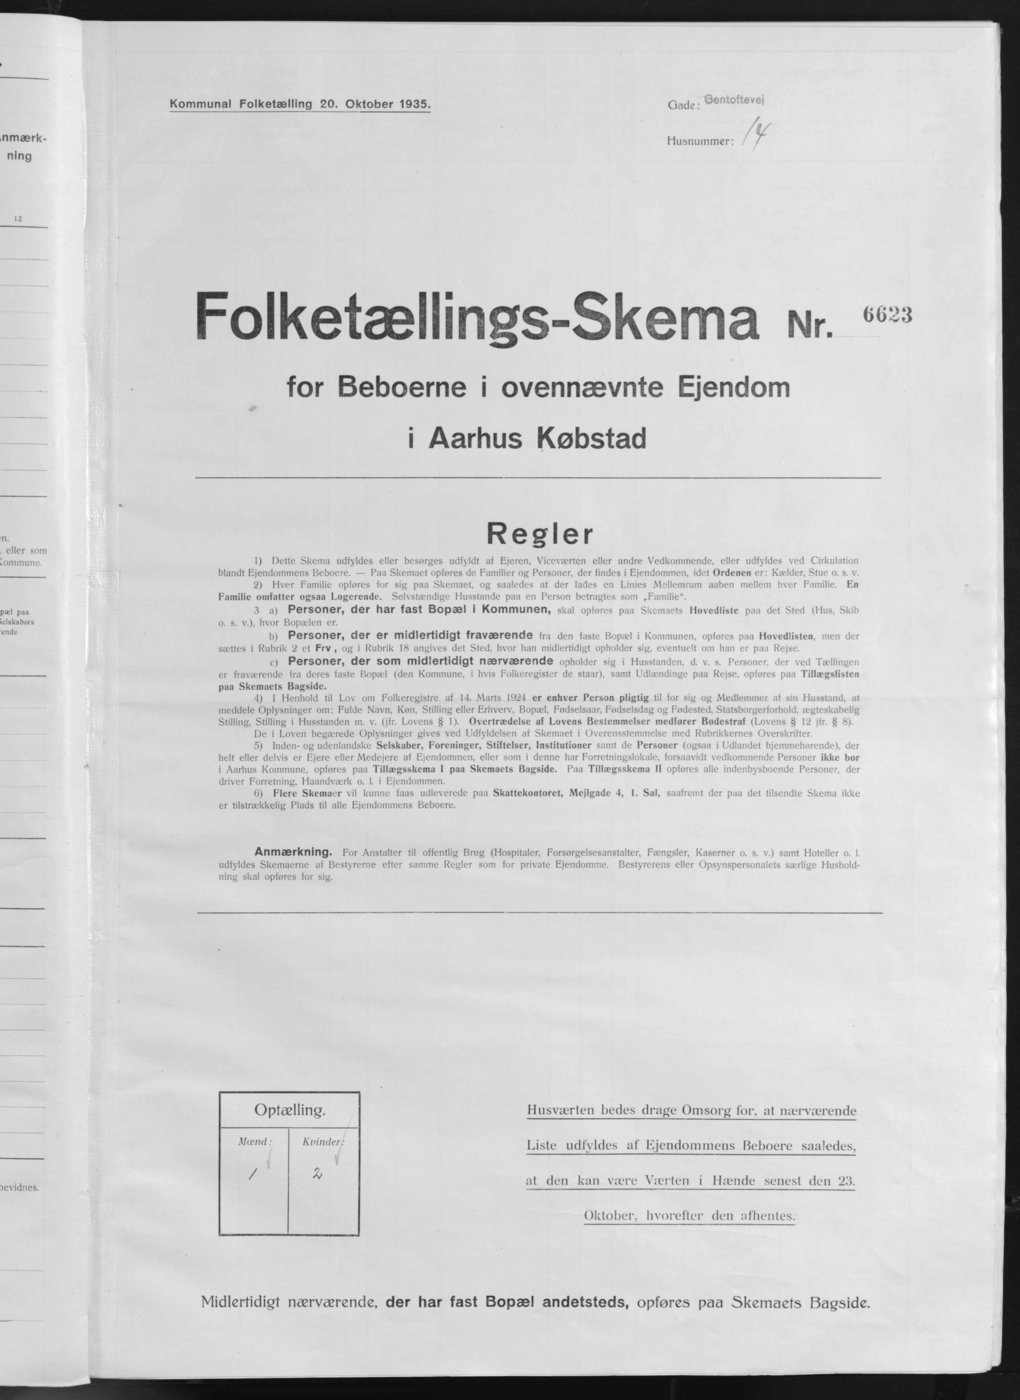 nmærk-
ning
12
en.
, eller som
Kommune.
opæl paa
Selskabers
rende
bevidnes.
Kommunal Folketælling 20. Oktober 1935.
Gade: Gentoftevej
Husnummer: 14
Folketællings-Skema Nr. 6623
for Beboerne i ovennævnte Ejendom
i Aarhus Købstad
Regler
1) Dette Skema udfyldes eller besørges udfyldt af Ejeren, Viceværten eller andre Vedkommende, eller udfyldes ved Cirkulation
blandt Ejendommens Beboere. — Paa Skemaet opføres de Familier og Personer, der findes i Ejendommen, idet Ordenen er: Kælder, Stue o. s. v.
2) Hver Familie opføres for sig paa Skemaet, og saaledes at der lades en Linies Mellemrum aaben mellem hver Familie. En
Familie omfatter ogsaa Logerende. Selvstændige Husstande paa en Person betragtes som „Familie“.
3 a) Personer, der har fast Bopæl i Kommunen, skal opføres paa Skemaets Hovedliste paa det Sted (Hus, Skib
o. s. v.), hvor Bopælen er.
b) Personer, der er midlertidigt fraværende fra den faste Bopæl i Kommunen, opføres paa Hovedlisten, men der
sættes i Rubrik 2 et Frv, og i Rubrik 18 angives det Sted, hvor han midlertidigt opholder sig, eventuelt om han er paa Rejse.
c) Personer, der som midlertidigt nærværende opholder sig i Husstanden, d. v. s. Personer, der ved Tællingen
er fraværende fra deres faste Bopæl (den Kommune, i hvis Folkeregister de staar), samt Udlændinge paa Rejse, opføres paa Tillægslisten
paa Skemaets Bagside.
4) I Henhold til Lov om Folkeregistre af 14. Marts 1924 er enhver Person pligtig til for sig og Medlemmer af sin Husstand, at
meddele Oplysninger om: Fulde Navn, Køn, Stilling eller Erhverv, Bopæl, Fødselsaar, Fødselsdag og Fødested, Statsborgerforhold, ægteskabelig
Stilling, Stilling i Husstanden m. v. (jfr. Lovens § 1). Overtrædelse af Lovens Bestemmelser medfører Bødestraf (Lovens § 12 jfr. § 8).
De i Loven begærede Oplysninger gives ved Udfyldelsen af Skemaet i Overensstemmelse med Rubrikkernes Overskrifter.
5) Inden- og udenlandske Selskaber, Foreninger, Stiftelser, Institutioner samt de Personer (ogsaa i Udlandet hjemmehørende), der
helt eller delvis er Ejere eller Medejere af Ejendommen, eller som i denne har Forretningslokale, forsaavidt vedkommende Personer ikke bor
i Aarhus Kommune, opføres paa Tillægsskema I paa Skemaets Bagside. Paa Tillægsskema II opføres alle indenbysboende Personer, der
driver Forretning, Haandværk o. l. i Ejendommen.
6) Flere Skemaer vil kunne faas udleverede paa Skattekontoret, Mejlgade 4, 1. Sal, saafremt der paa det tilsendte Skema ikke
er tilstrækkelig Plads til alle Ejendommens Beboere.
Anmærkning. For Anstalter til offentlig Brug (Hospitaler, Forsørgelsesanstalter, Fængsler, Kaserner o. s. v.) samt Hoteller o. l.
udfyldes Skemaerne af Bestyrerne efter samme Regler som for private Ejendomme. Bestyrerens eller Opsynspersonalets særlige Hushold-
ning skal opføres for sig.
Optælling.
Mænd: Kvinder:
1 2
Husværten bedes drage Omsorg for, at nærværende
Liste udfyldes af Ejendommens Beboere saaledes,
at den kan være Værten i Hænde senest den 23.
Oktober, hvorefter den afhentes.
Midlertidigt nærværende, der har fast Bopæl andetsteds, opføres paa Skemaets Bagside.